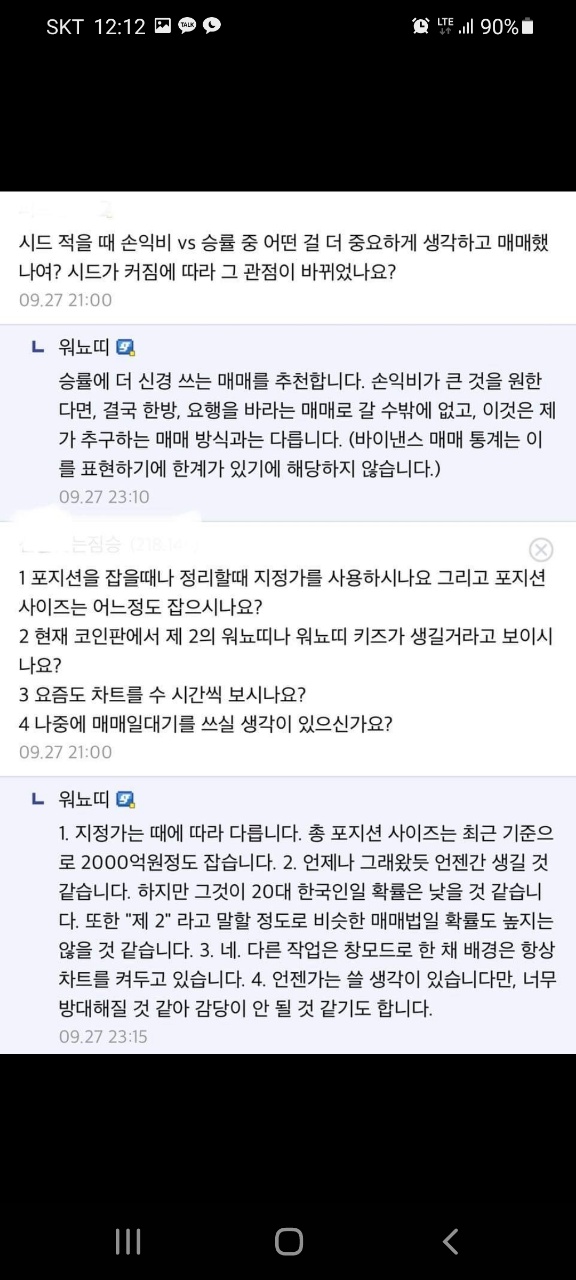 SKT 12:12 TALK LTE 90%
시드 적을 때 손익비 vs 승률 중 어떤 걸 더 중요하게 생각하고 매매했
나여? 시드가 커짐에 따라 그 관점이 바뀌었나요?
09.27 21:00
워뇨띠
승률에 더 신경 쓰는 매매를 추천합니다. 손익비가 큰 것을 원한
다면, 결국 한방, 요행을 바라는 매매로 갈 수밖에 없고, 이것은 제
가 추구하는 매매 방식과는 다릅니다. (바이낸스 매매 통계는 이
를 표현하기에 한계가 있기에 해당하지 않습니다.)
09.27 23:10
는짐승
1 포지션을 잡을때나 정리할때 지정가를 사용하시나요 그리고 포지션
사이즈는 어느정도 잡으시나요?
2 현재 코인판에서 제 2의 워뇨띠나 워뇨띠 키즈가 생길거라고 보이시
나요?
3 요즘도 차트를 수 시간씩 보시나요?
4 나중에 매매일대기를 쓰실 생각이 있으신가요?
09.27 21:00
워뇨띠
1. 지정가는 때에 따라 다릅니다. 총 포지션 사이즈는 최근 기준으
로 2000억원정도 잡습니다. 2. 언제나 그래왔듯 언젠간 생길 것
같습니다. 하지만 그것이 20대 한국인일 확률은 낮을 것 같습니
다. 또한 "제 2" 라고 말할 정도로 비슷한 매매법일 확률도 높지는
않을 것 같습니다. 3. 네. 다른 작업은 창모드로 한 채 배경은 항상
차트를 켜두고 있습니다. 4. 언젠가는 쓸 생각이 있습니다만, 너무
방대해질 것 같아 감당이 안 될 것 같기도 합니다.
09.27 23:15